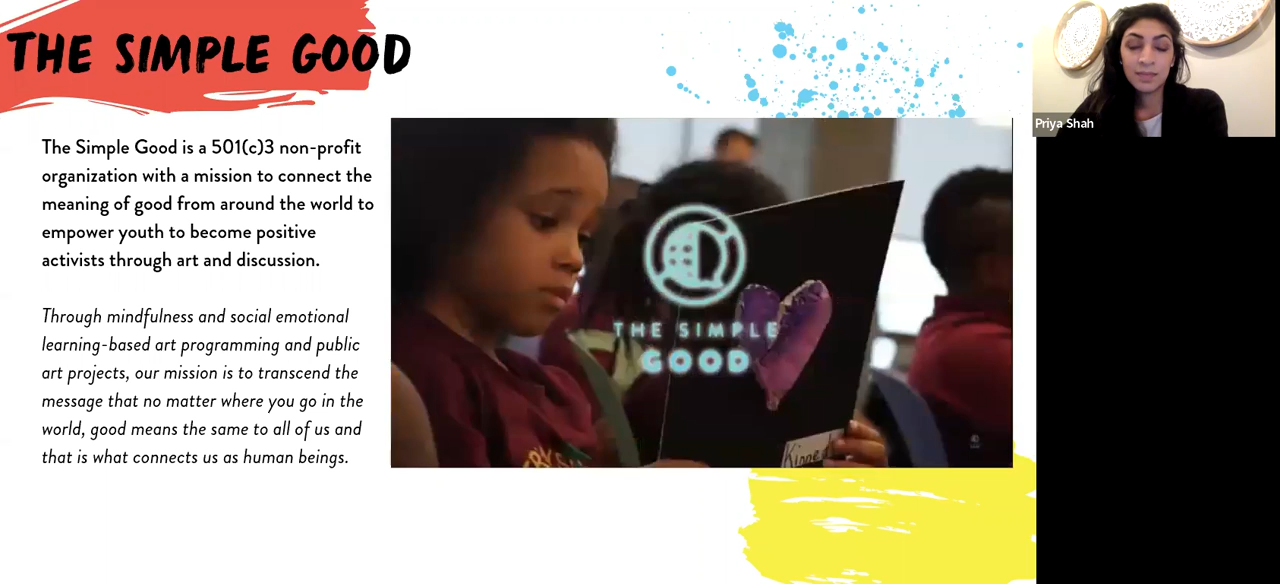 THE SIMPLE GOOD
The Simple Good is a 501(c)3 non-profit
organization with a mission to connect the
meaning of good from around the world to
empower youth to become positive
activists through art and discussion.
Through mindfulness and social emotional
learning-based art programming and public
art projects, our mission is to transcend the
message that no matter where you go in the
world, good means the same to all of us and
that is what connects us as human beings.
THE SIMPLE
GOOD
Priya Shah